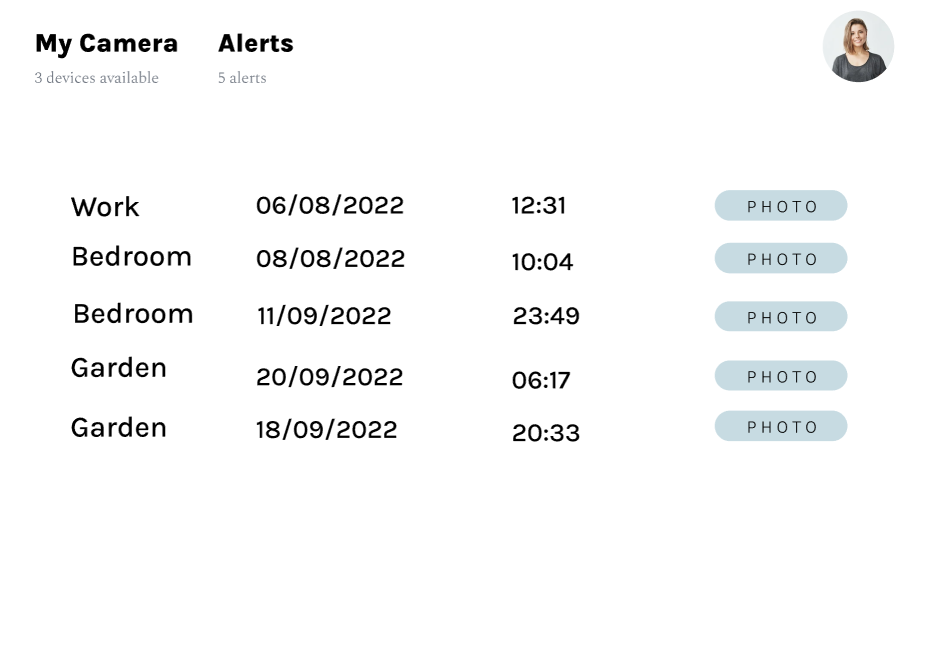 My Camera Alerts
3 devices available 5 alerts
Work 06/08/2022 12:31 PHOTO
Bedroom 08/08/2022 10:04 PHOTO
Bedroom 11/09/2022 23:49 PHOTO
Garden 20/09/2022 06:17 PHOTO
Garden 18/09/2022 20:33 PHOTO